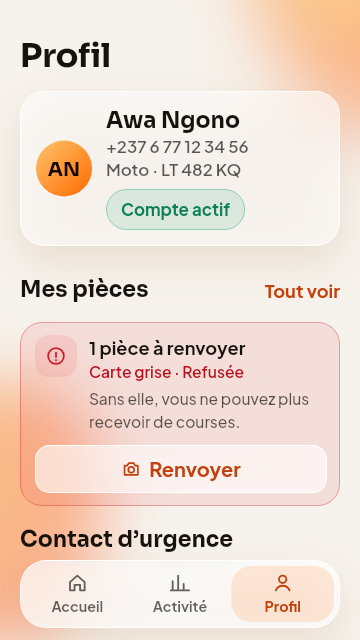 Profil
AN
Awa Ngono
+237 6 77 12 34 56
Moto · LT 482 KQ
Compte actif
Mes pièces
Tout voir
1 pièce à renvoyer
Carte grise · Refusée
Sans elle, vous ne pouvez plus
recevoir de courses.
Renvoyer
Contact d’urgence
Accueil
Activité
Profil